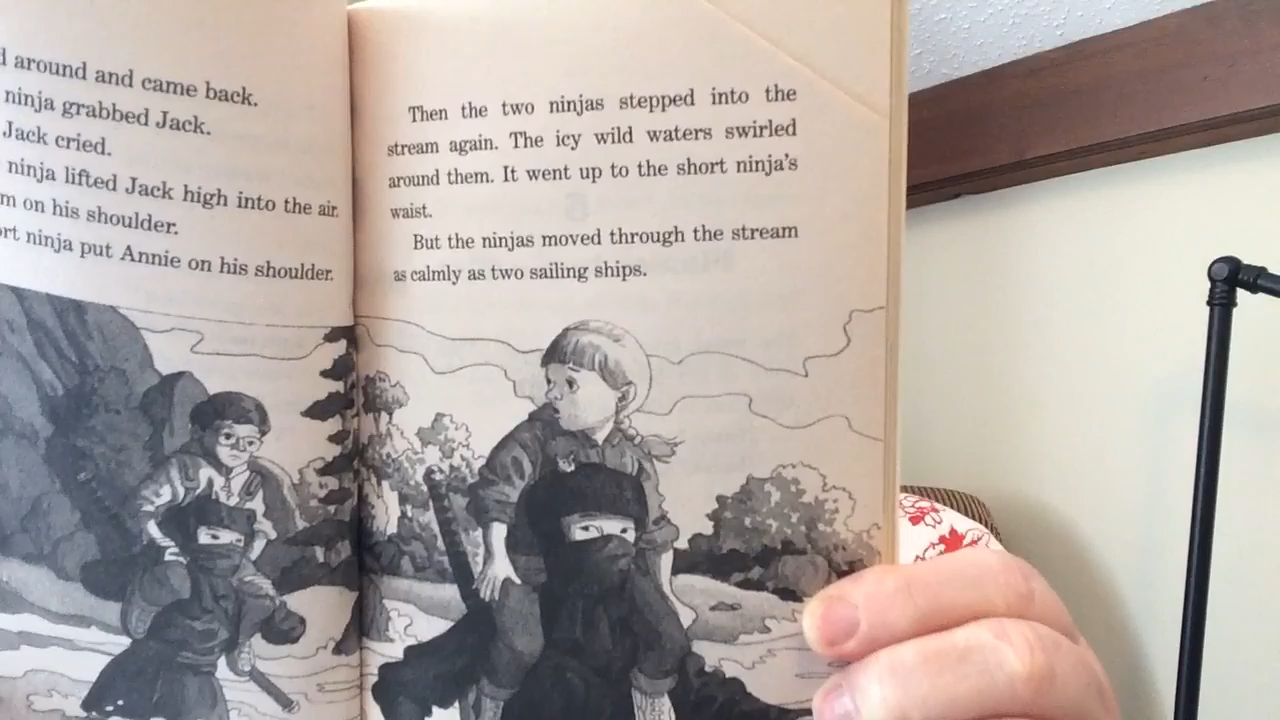 around and came back.
ninja grabbed Jack.
Jack cried.
ninja lifted Jack high into the air.
on his shoulder.
ninja put Annie on his shoulder.
Then the two ninjas stepped into the
stream again. The icy wild waters swirled
around them. It went up to the short ninja's
waist.
But the ninjas moved through the stream
as calmly as two sailing ships.